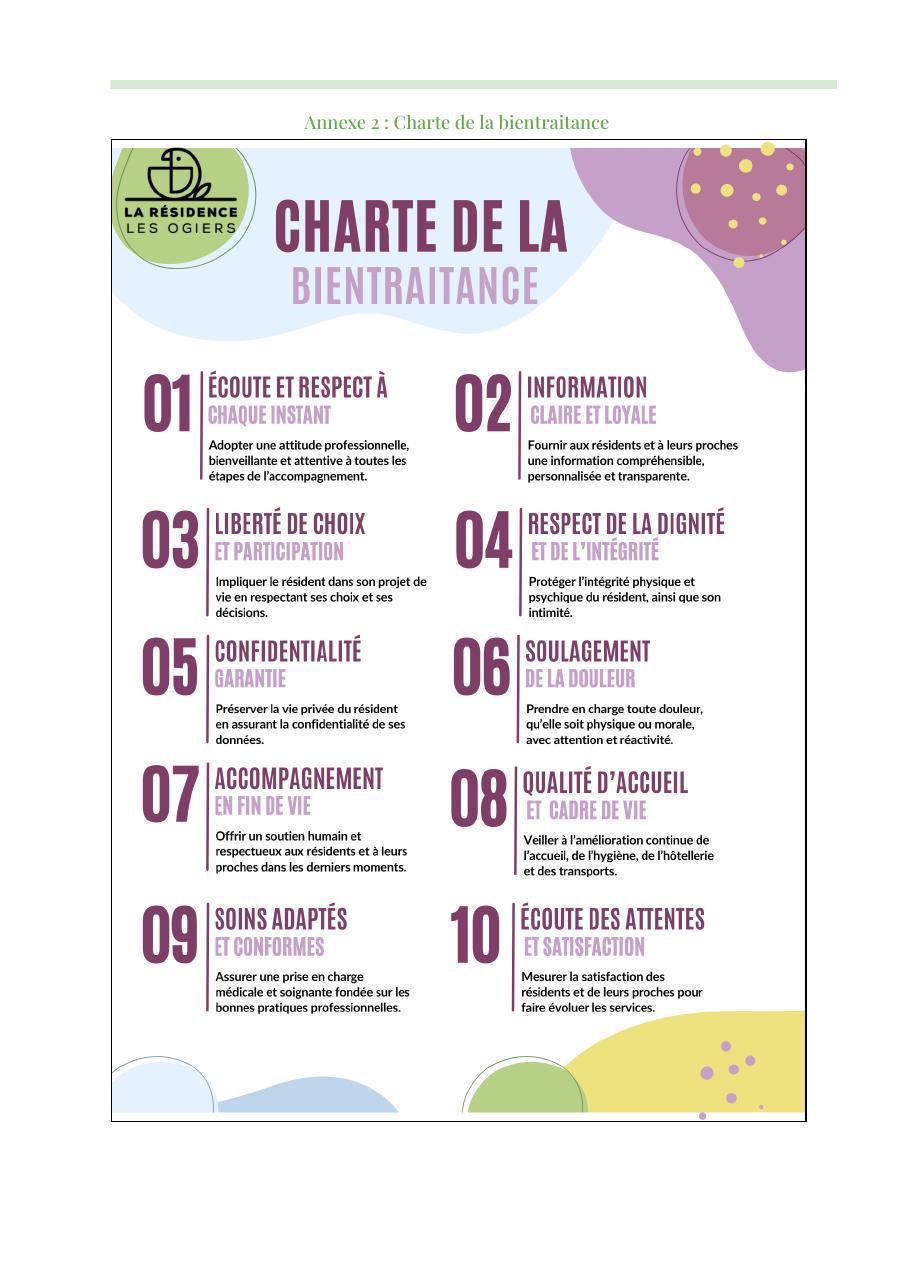 Annexe 2 : Charte de la bientraitance
LA RÉSIDENCE
LES OGIERS
CHARTE DE LA
BIENTRAITANCE
01
ÉCOUTE ET RESPECT À
CHAQUE INSTANT
Adopter une attitude professionnelle,
bienveillante et attentive à toutes les
étapes de l'accompagnement.
02
INFORMATION
CLAIRE ET LOYALE
Fournir aux résidents et à leurs proches
une information compréhensible,
personnalisée et transparente.
03
LIBERTÉ DE CHOIX
ET PARTICIPATION
Impliquer le résident dans son projet de
vie en respectant ses choix et ses
décisions.
04
RESPECT DE LA DIGNITÉ
ET DE L'INTÉGRITÉ
Protéger l'intégrité physique et
psychique du résident, ainsi que son
intimité.
05
CONFIDENTIALITÉ
GARANTIE
Préserver la vie privée du résident
en assurant la confidentialité de ses
données.
06
SOULAGEMENT
DE LA DOULEUR
Prendre en charge toute douleur,
qu'elle soit physique ou morale,
avec attention et réactivité.
07
ACCOMPAGNEMENT
EN FIN DE VIE
Offrir un soutien humain et
respectueux aux résidents et à leurs
proches dans les derniers moments.
08
QUALITÉ D'ACCUEIL
ET CADRE DE VIE
Veiller à l'amélioration continue de
l'accueil, de l'hygiène, de l'hôtellerie
et des transports.
09
SOINS ADAPTÉS
ET CONFORMES
Assurer une prise en charge
médicale et soignante fondée sur les
bonnes pratiques professionnelles.
10
ÉCOUTE DES ATTENTES
ET SATISFACTION
Mesurer la satisfaction des
résidents et de leurs proches pour
faire évoluer les services.